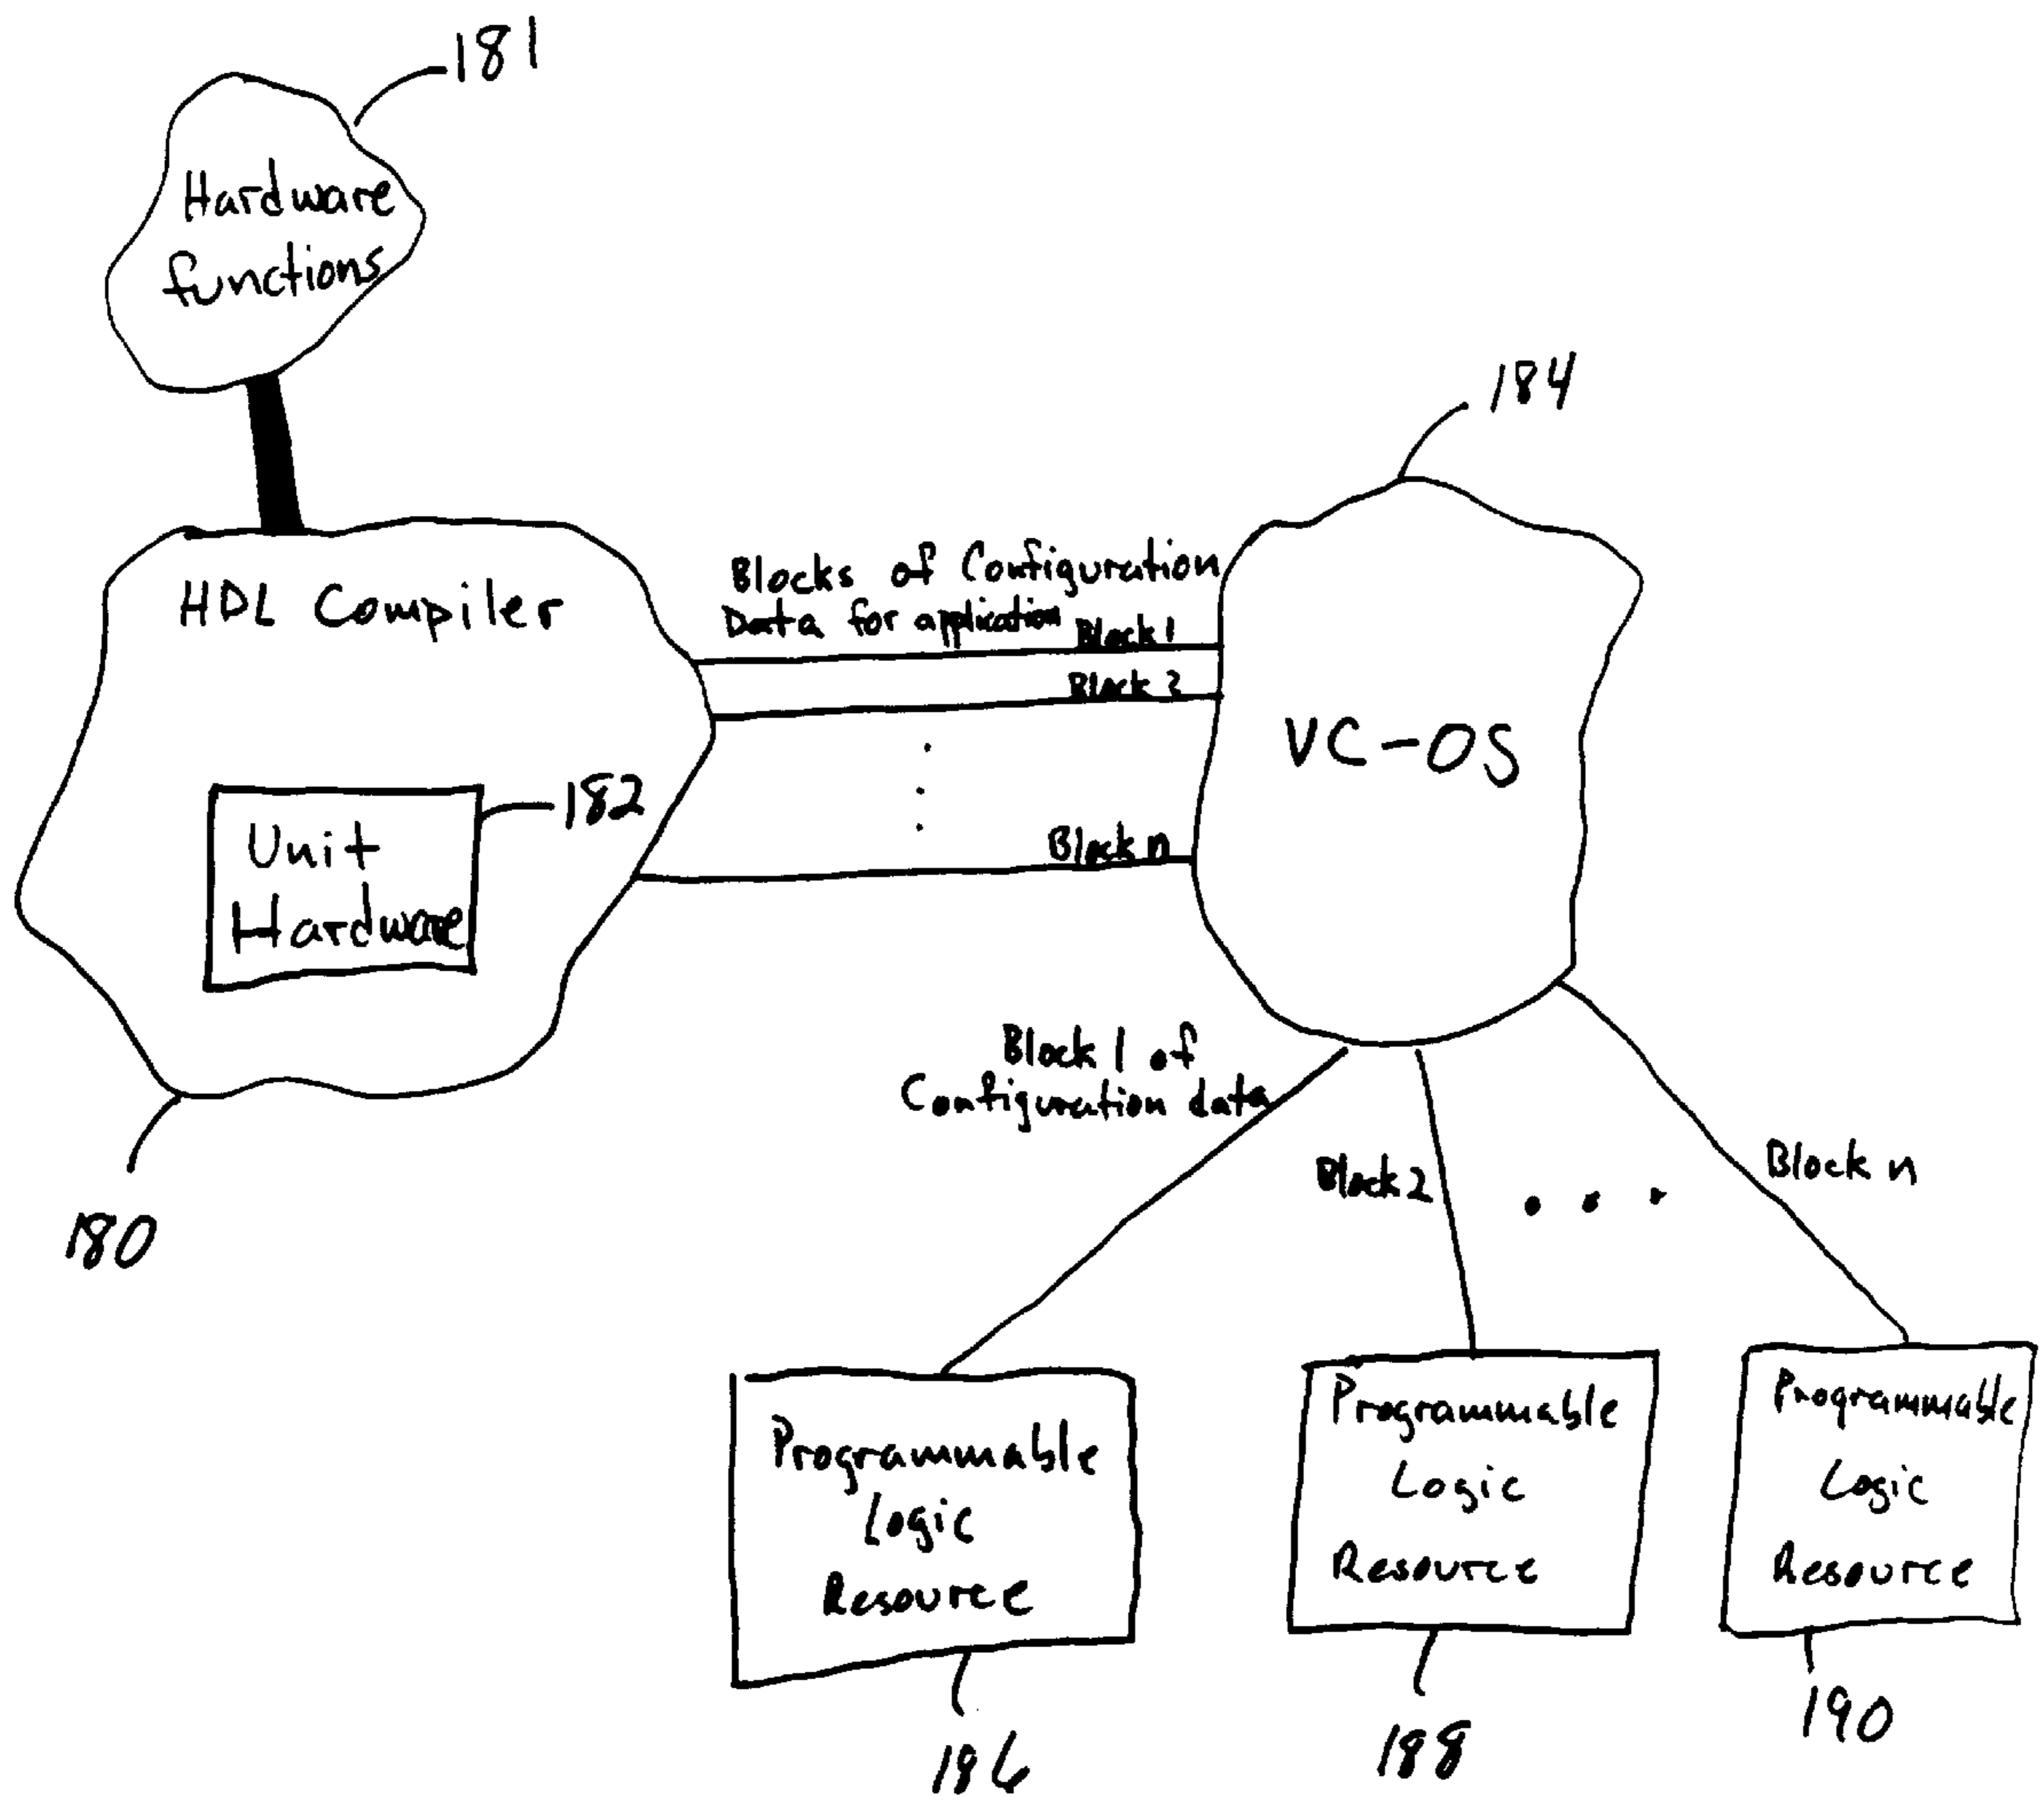 181
Hardware
functions
184
HDL Compiler
Blocks of Configuration
Data for application
Block 1
Block 2
Block n
VC-OS
182
Unit
Hardware
180
Block 1 of
Configuration data
Block 2
Block n
Programmable
Logic
Resource
186
Programmable
Logic
Resource
188
Programmable
Logic
Resource
190